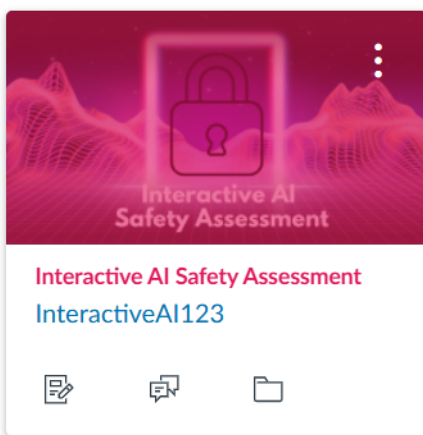 Interactive AI
Safety Assessment
Interactive AI Safety Assessment
InteractiveAI123